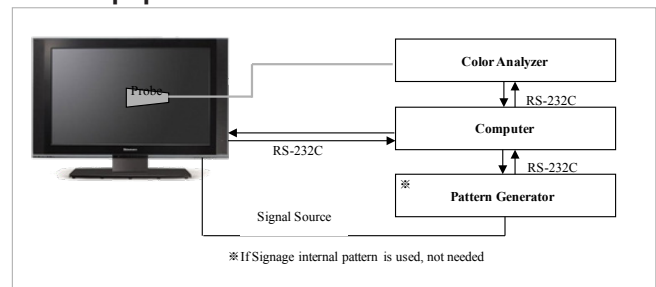 Probe
Color Analyzer
RS-232C
Computer
RS-232C
RS-232C
※
Pattern Generator
Signal Source
※If Signage internal pattern is used, not needed